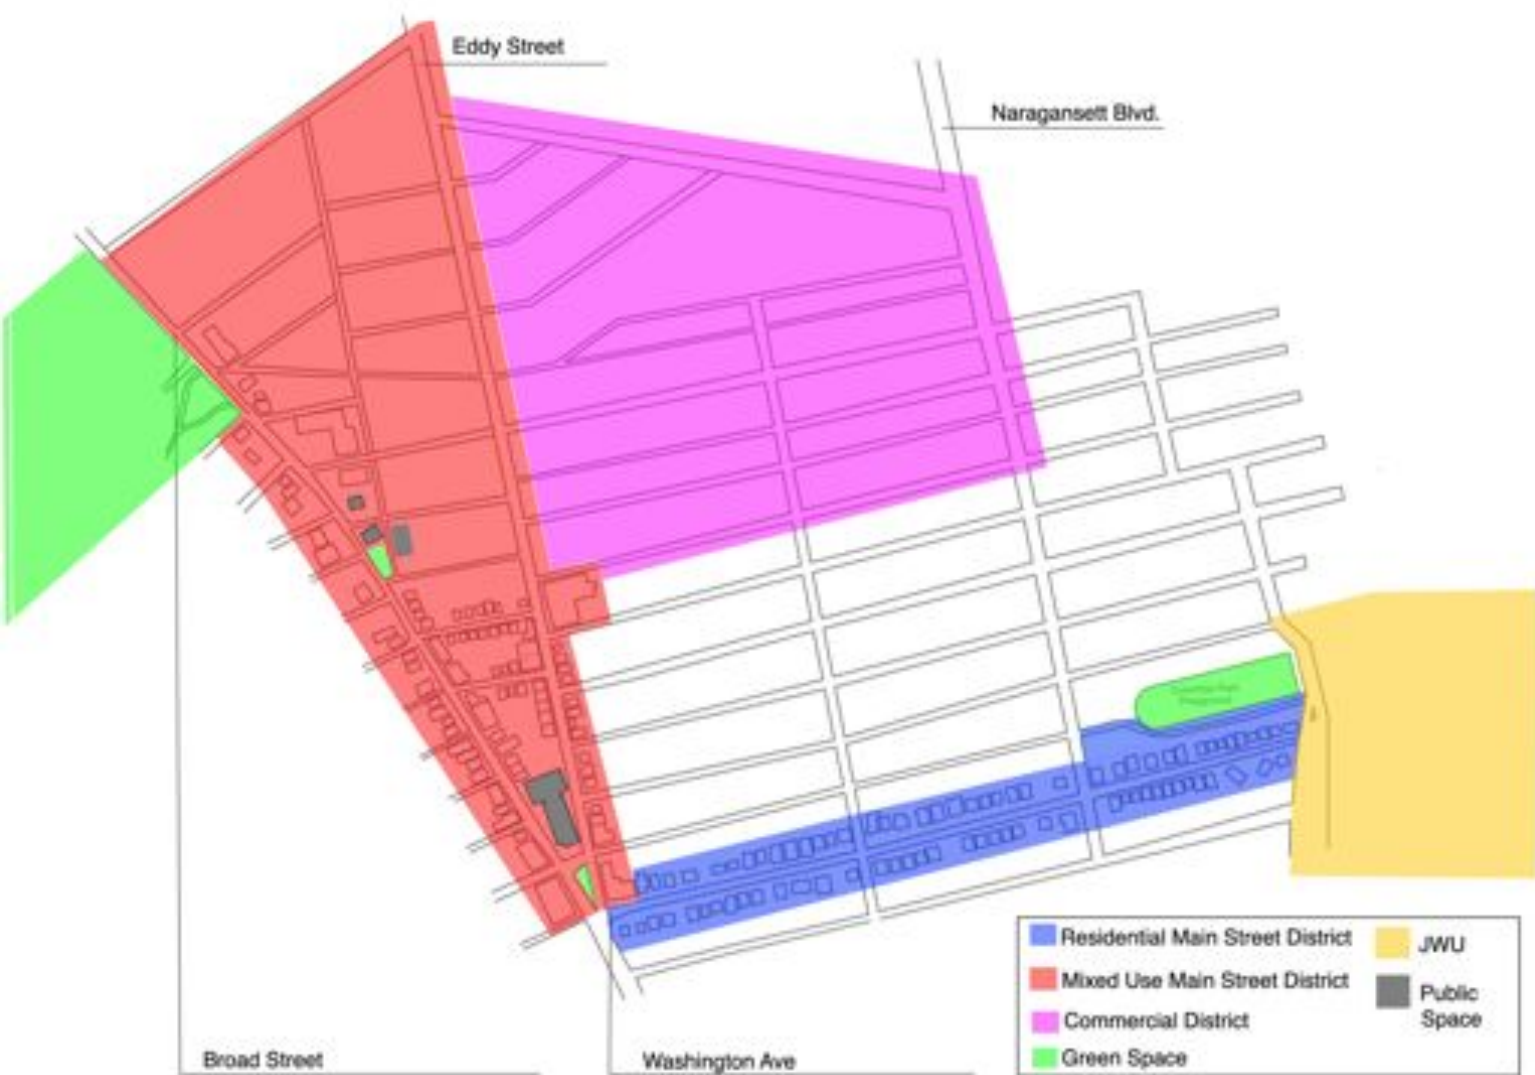 Eddy Street
Naragansett Blvd.
Residential Main Street District
Mixed Use Main Street District
Commercial District
Green Space
JWU
Public
Space
Broad Street
Washington Ave